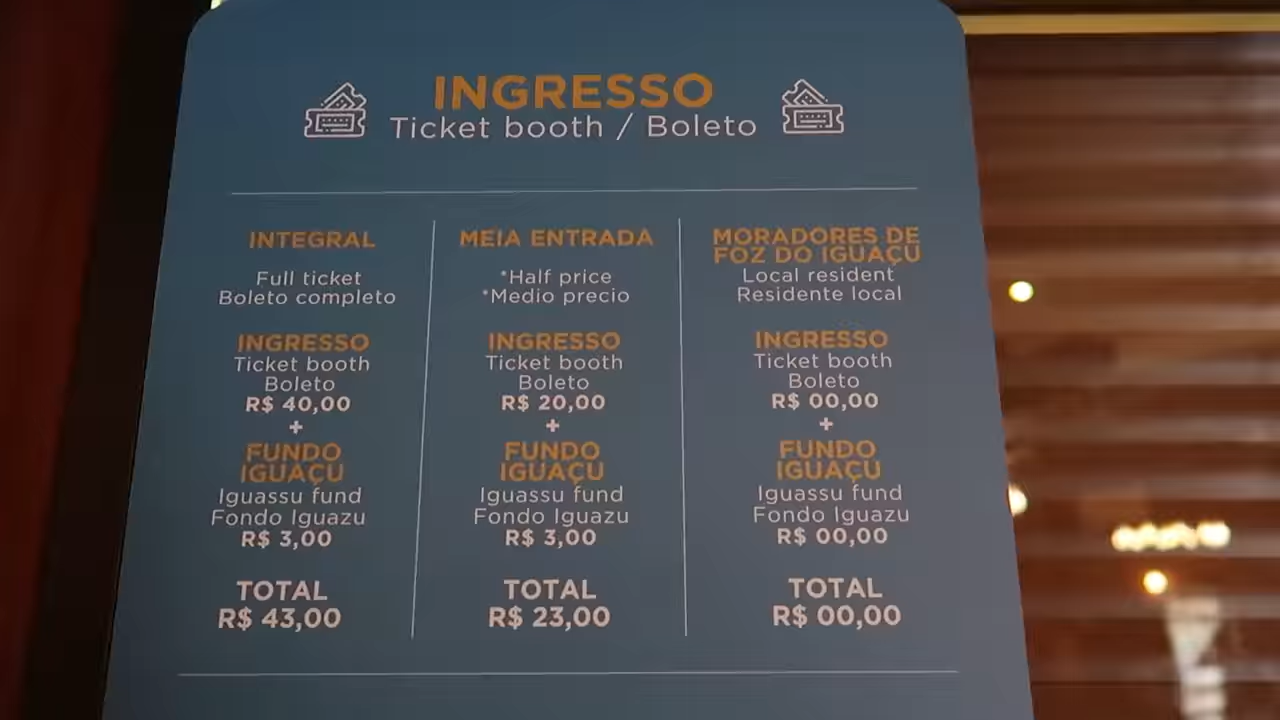 INGRESSO
Ticket booth / Boleto
INTEGRAL
Full ticket
Boleto completo
INGRESSO
Ticket booth
Boleto
R$ 40,00
+
FUNDO
IGUAÇU
Iguassu fund
Fondo Iguazu
R$ 3,00
TOTAL
R$ 43,00
MEIA ENTRADA
*Half price
*Medio precio
INGRESSO
Ticket booth
Boleto
R$ 20,00
+
FUNDO
IGUAÇU
Iguassu fund
Fondo Iguazu
R$ 3,00
TOTAL
R$ 23,00
MORADORES DE
FOZ DO IGUAÇU
Local resident
Residente local
INGRESSO
Ticket booth
Boleto
R$ 00,00
+
FUNDO
IGUAÇU
Iguassu fund
Fondo Iguazu
R$ 00,00
TOTAL
R$ 00,00